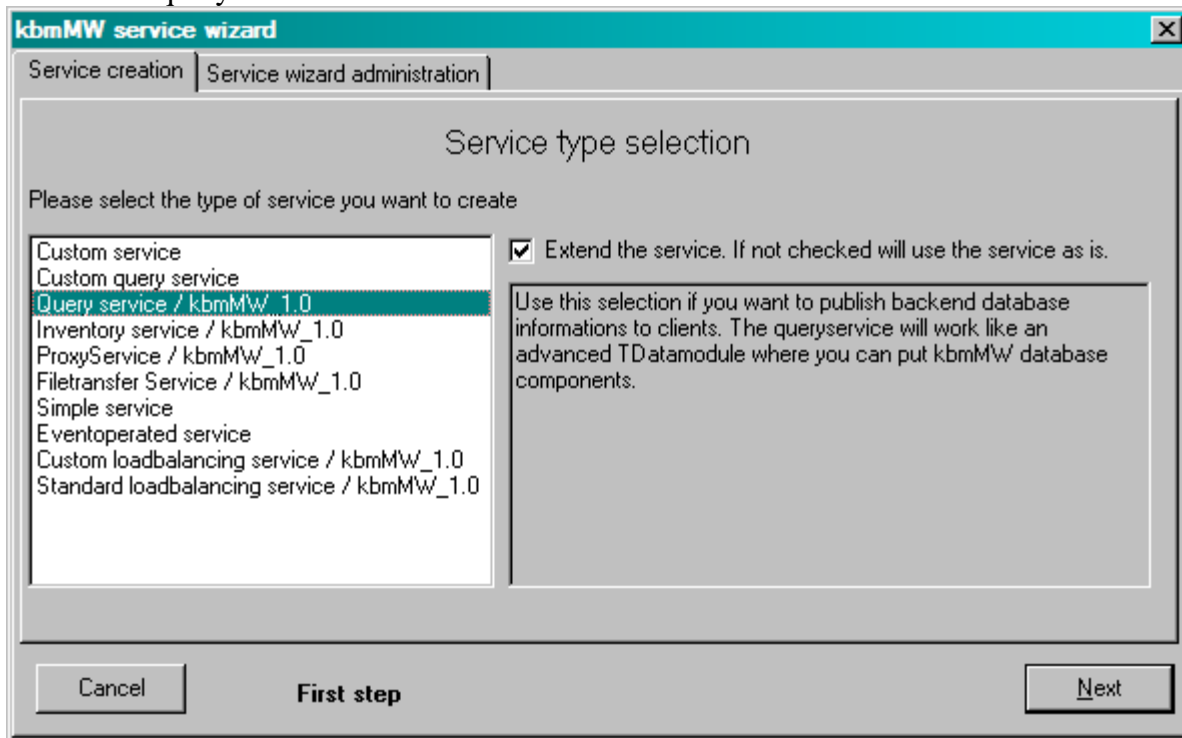 kbmMW service wizard
Service creation
Service wizard administration
Service type selection
Please select the type of service you want to create
Custom service
Custom query service
Query service / kbmMW_1.0
Inventory service / kbmMW_1.0
ProxyService / kbmMW_1.0
Filetransfer Service / kbmMW_1.0
Simple service
Eventoperated service
Custom loadbalancing service / kbmMW_1.0
Standard loadbalancing service / kbmMW_1.0
Extend the service. If not checked will use the service as is.
Use this selection if you want to publish backend database
informations to clients. The queryservice will work like an
advanced TDatamodule where you can put kbmMW database
components.
Cancel
First step
Next